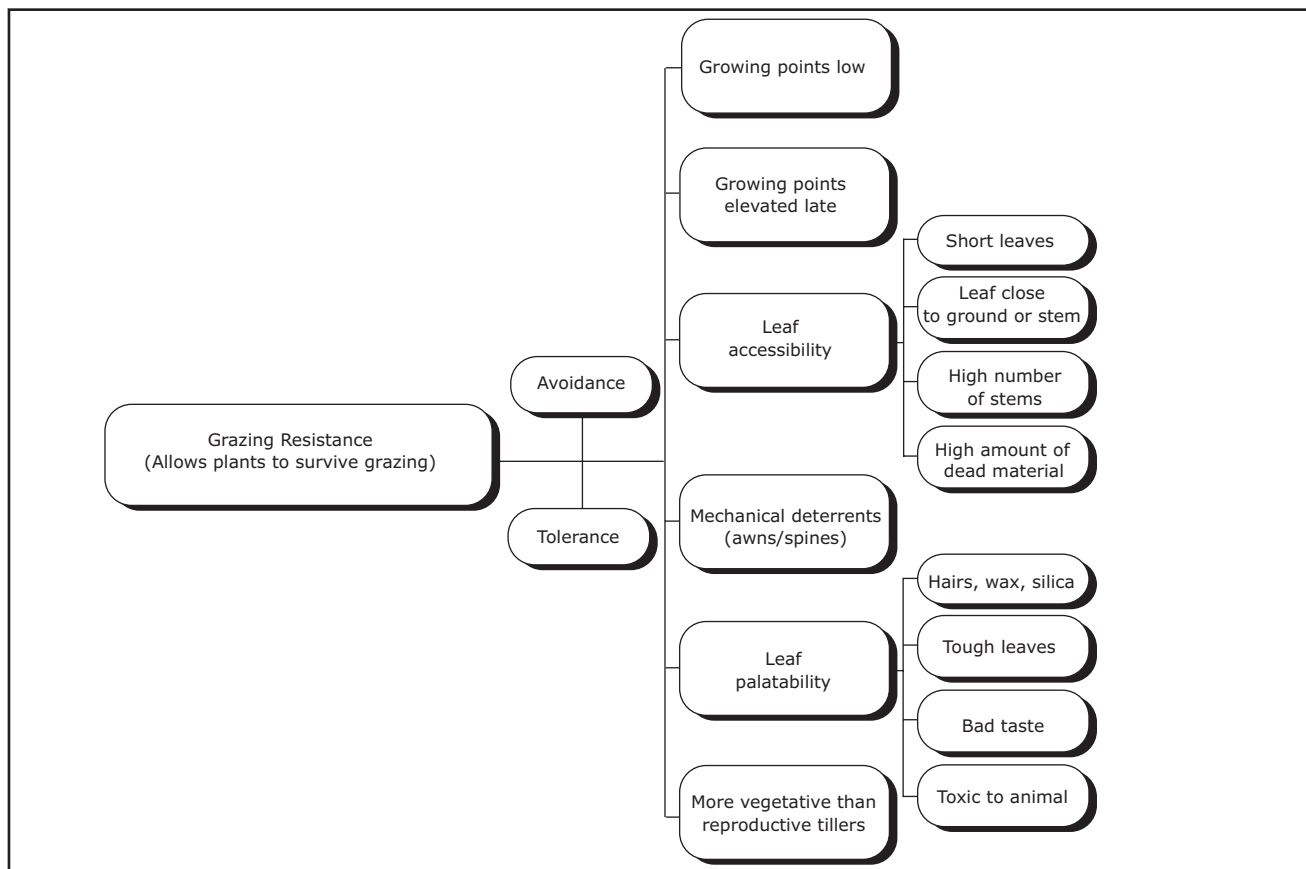 Grazing Resistance
(Allows plants to survive grazing)
Avoidance
Tolerance
Growing points low
Growing points
elevated late
Leaf
accessibility
Short leaves
Leaf close
to ground or stem
High number
of stems
High amount of
dead material
Mechanical deterrents
(awns/spines)
Leaf
palatability
Hairs, wax, silica
Tough leaves
Bad taste
Toxic to animal
More vegetative than
reproductive tillers